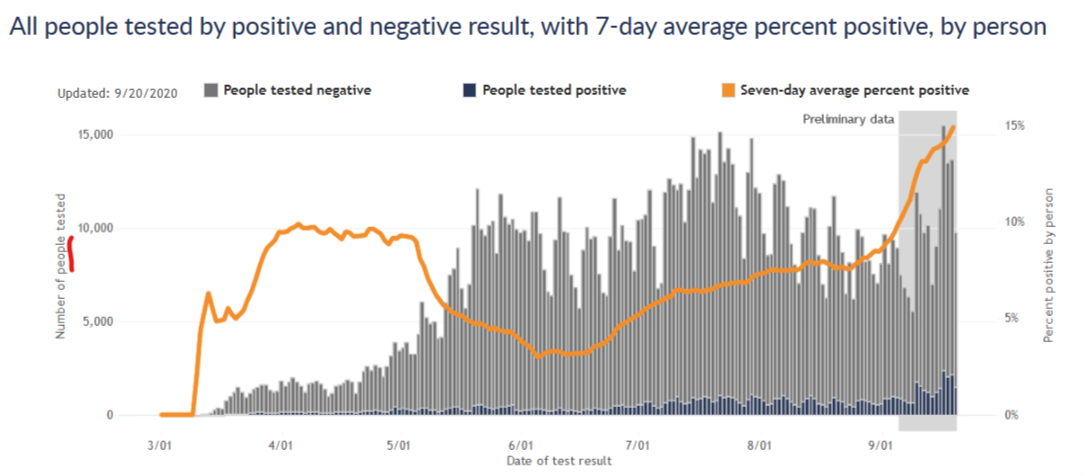 All people tested by positive and negative result, with 7-day average percent positive, by person
Updated: 9/20/2020
People tested negative
People tested positive
Seven-day average percent positive
Preliminary data
Number of people tested
15,000
10,000
5,000
0
15%
10%
5%
0%
Percent positive by person
3/01
4/01
5/01
6/01
7/01
8/01
9/01
Date of test result